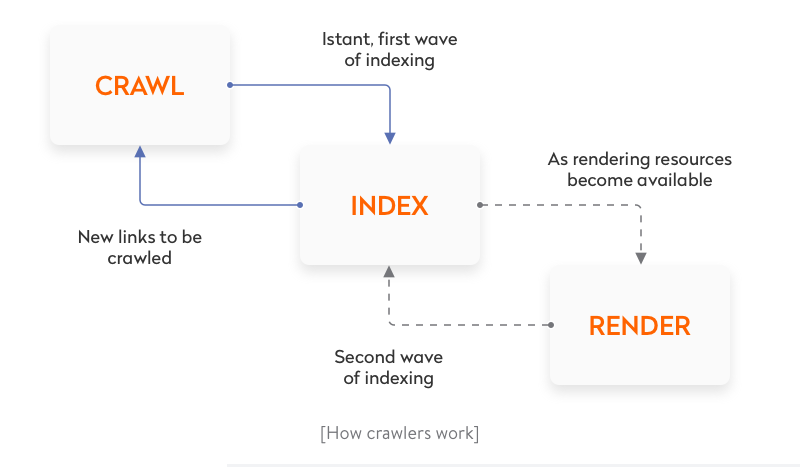 CRAWL
Istant, first wave
of indexing
INDEX
New links to be
crawled
As rendering resources
become available
RENDER
Second wave
of indexing
[How crawlers work]